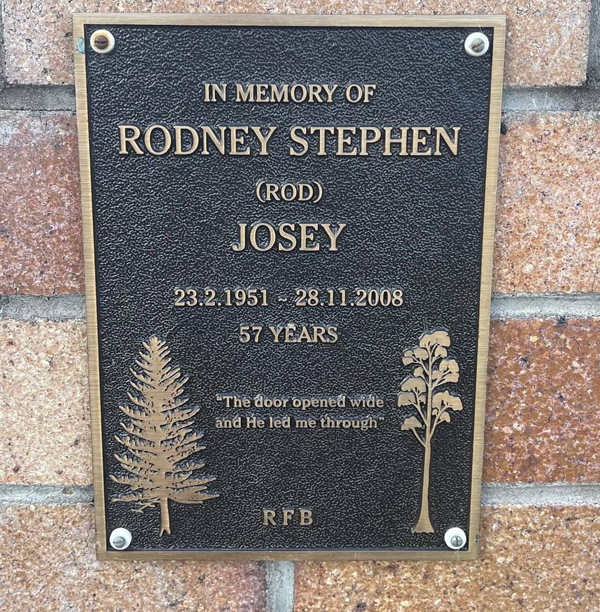 IN MEMORY OF
RODNEY STEPHEN
(ROD)
JOSEY
23.2.1951 ~ 28.11.2008
57 YEARS
"The door opened wide
and He led me through"
R F B